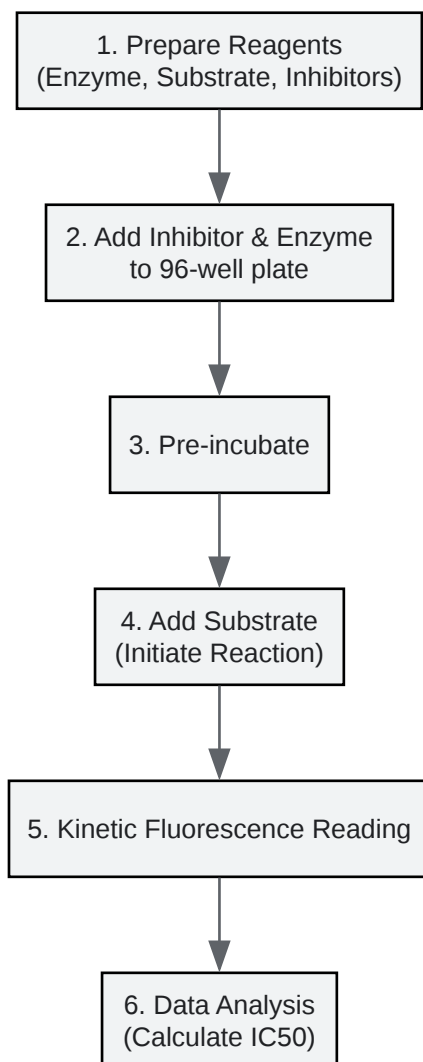 1. Prepare Reagents
(Enzyme, Substrate, Inhibitors)
2. Add Inhibitor & Enzyme
to 96-well plate
3. Pre-incubate
4. Add Substrate
(Initiate Reaction)
5. Kinetic Fluorescence Reading
6. Data Analysis
(Calculate IC50)